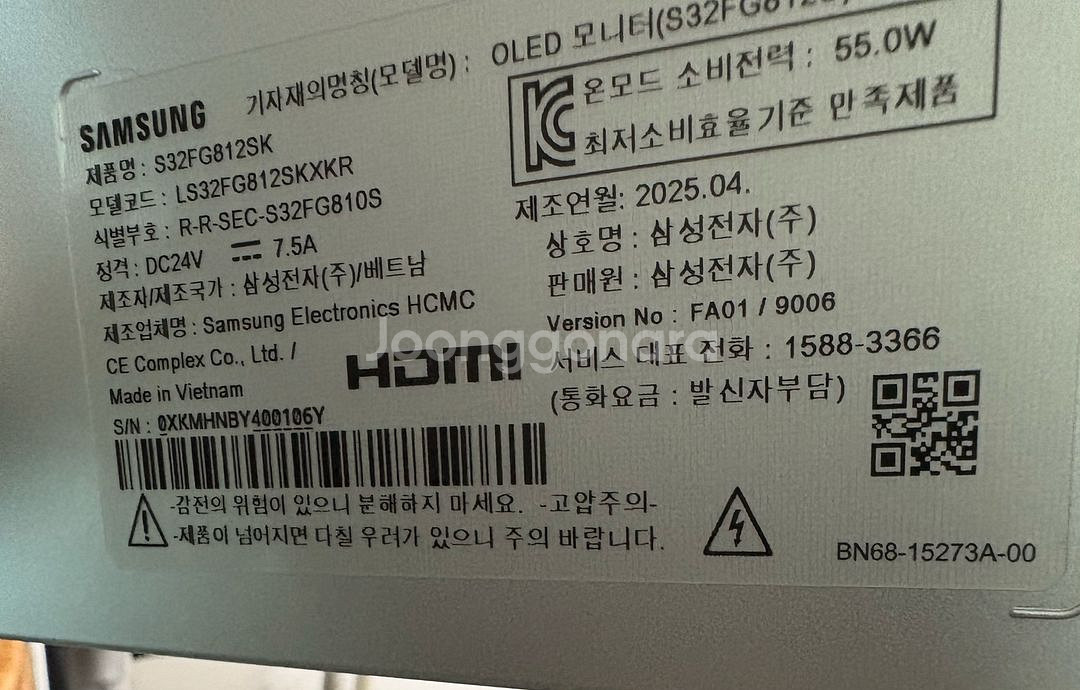 SAMSUNG
기자재의명칭(모델명) : OLED 모니터
제품명 : S32FG812SK
모델코드 : LS32FG812SKXKR
식별부호 : R-R-SEC-S32FG810S
정격 : DC24V 7.5A
제조자/제조국가 : 삼성전자(주)/베트남
제조업체명 : Samsung Electronics HCMC
CE Complex Co., Ltd. /
Made in Vietnam
S/N : 0XKMHNBY400106Y
HDMI
온모드 소비전력 : 55.0W
최저소비효율기준 만족제품
제조연월: 2025.04.
상호명 : 삼성전자(주)
판매원 : 삼성전자(주)
Version No : FA01 / 9006
서비스 대표 전화 : 1588-3366
(통화요금 : 발신자부담)
-감전의 위험이 있으니 분해하지 마세요. -고압주의-
-제품이 넘어지면 다칠 우려가 있으니 주의 바랍니다.
BN68-15273A-00
Joonggonara